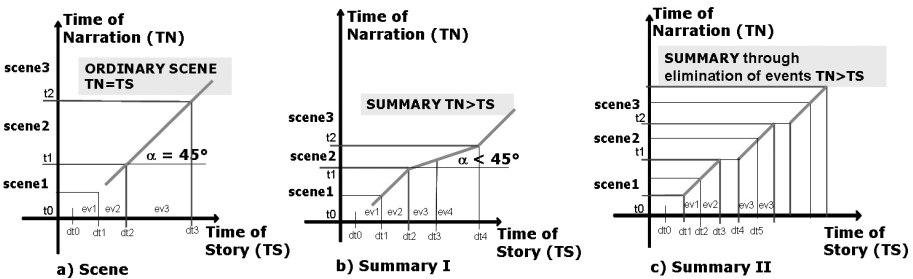 Time of
Narration (TN)
ORDINARY SCENE
TN=TS
scene3
t2
scene2
t1
α = 45°
scene1
t0
ev1 ev2 ev3
dt0 dt1 dt2 dt3
Time of
Story (TS)
a) Scene
Time of
Narration (TN)
SUMMARY TN>TS
scene3
t2
scene2
t1
α < 45°
scene1
t0
ev1 ev2 ev3 ev4
dt0 dt1 dt2 dt3 dt4
Time of
Story (TS)
b) Summary I
Time of
Narration (TN)
SUMMARY through
elimination of events TN>TS
scene3
t2
scene2
t1
scene1
t0
ev1 ev2 ev3 ev3
dt0 dt1 dt2 dt3 dt4 dt5
Time of
Story (TS)
c) Summary II